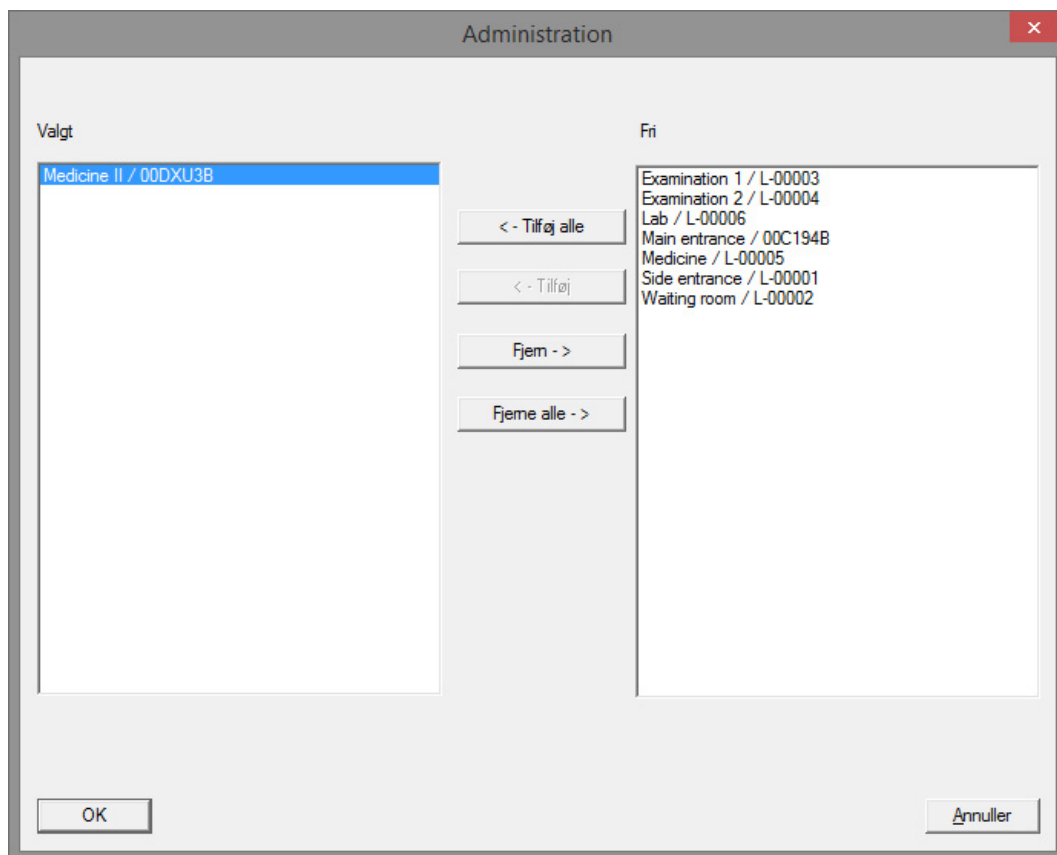 Administration
Valgt
Fri
Medicine II / 00DXU3B
Examination 1 / L-00003
Examination 2 / L-00004
Lab / L-00006
Main entrance / 00C194B
Medicine / L-00005
Side entrance / L-00001
Waiting room / L-00002
< - Tilføj alle
< - Tilføj
Fjern - >
Fjerne alle - >
OK
Annuller